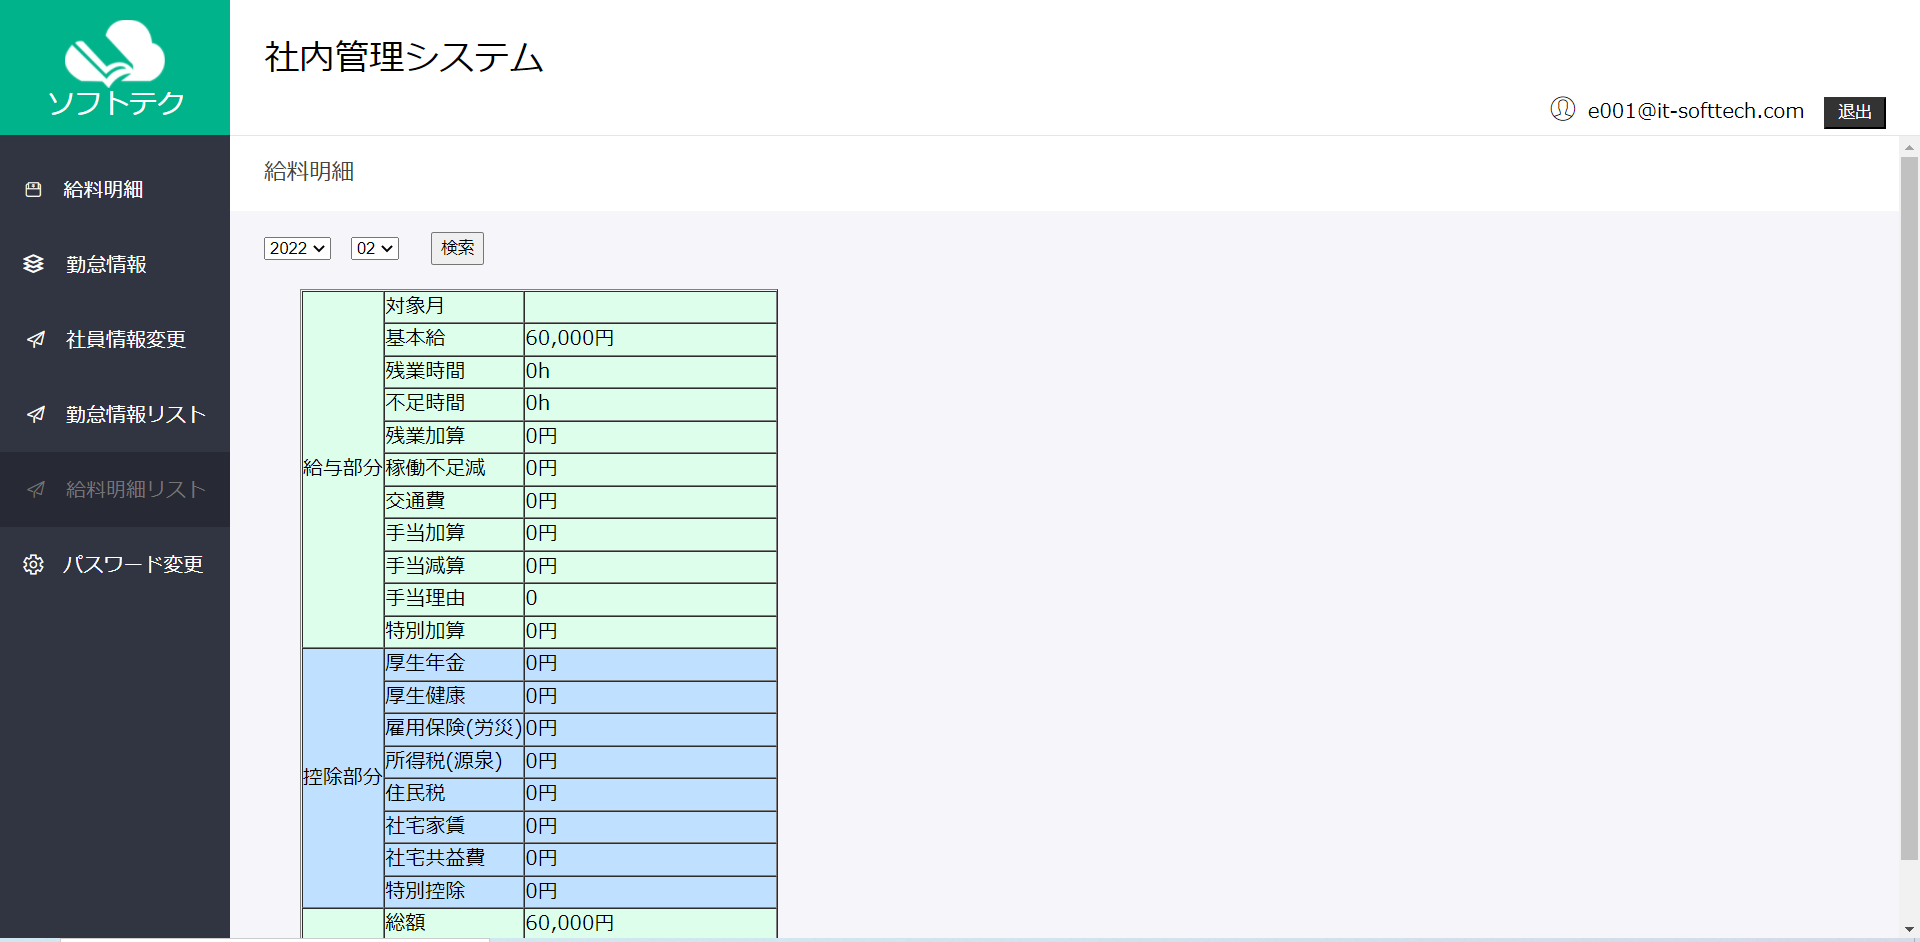 ソフトテク
社内管理システム
e001@it-softtech.com 退出
給料明細
勤怠情報
社員情報変更
勤怠情報リスト
給料明細リスト
パスワード変更
給料明細
2022 02 検索
給与部分
対象月
基本給 60,000円
残業時間 0h
不足時間 0h
残業加算 0円
稼働不足減 0円
交通費 0円
手当加算 0円
手当減算 0円
手当理由 0
特別加算 0円
控除部分
厚生年金 0円
厚生健康 0円
雇用保険(労災) 0円
所得税(源泉) 0円
住民税 0円
社宅家賃 0円
社宅共益費 0円
特別控除 0円
総額 60,000円